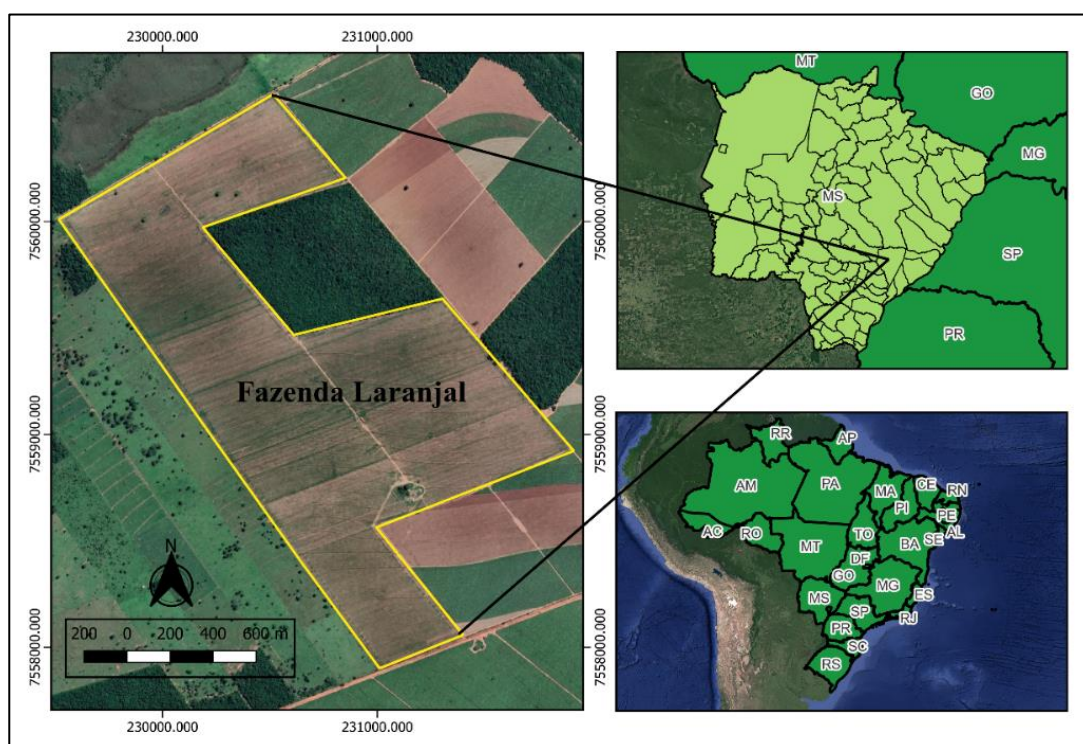 230000.000
231000.000
7560000.000
7559000.000
7558000.000
Fazenda Laranjal
N
200 0 200 400 600 m
230000.000
231000.000
7560000.000
7559000.000
7558000.000
MT
GO
MG
MS
SP
PR
RR
AP
AM
PA
MA
CE
RN
PI
PE
AC
RO
TO
AL
SE
MT
BA
DF
GO
MG
ES
MS
SP
RJ
PR
SC
RS